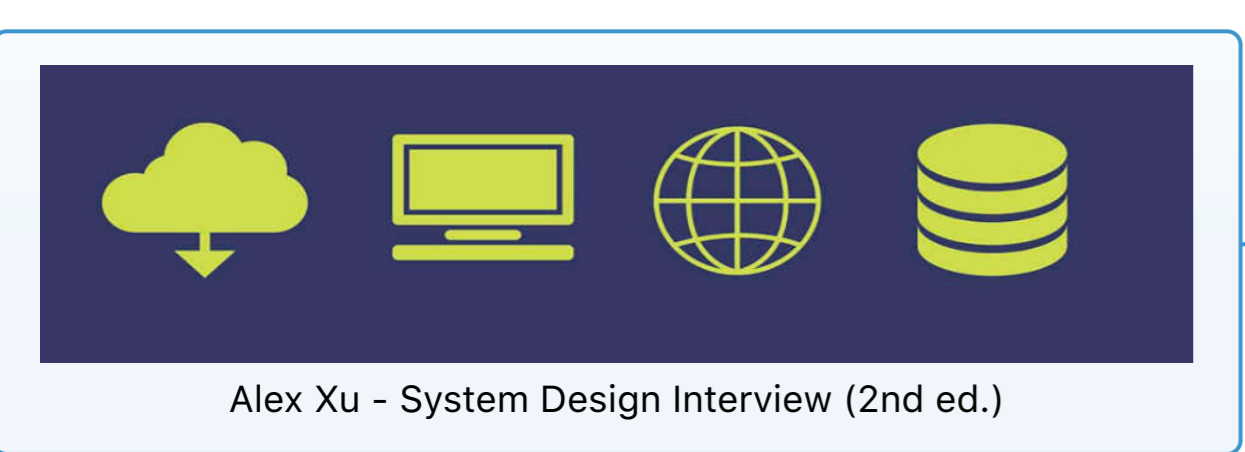 Alex Xu - System Design Interview (2nd ed.)